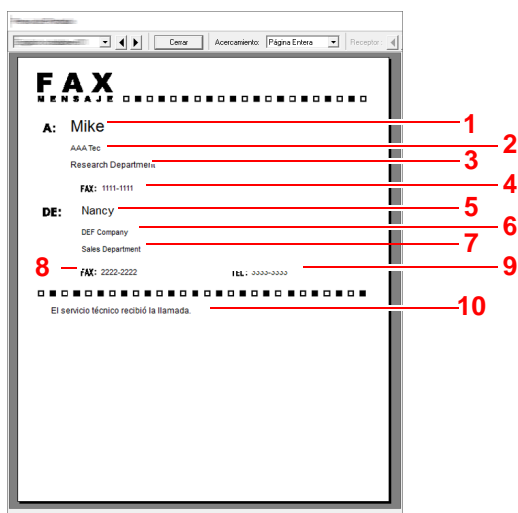 Cerrar Acercamiento: Página Entera Receptor:
FAX
MENSAJE
A: Mike 1
AAA Tec 2
Research Department 3
FAX: 1111-1111 4
DE: Nancy 5
DEF Company 6
Sales Department 7
8 FAX: 2222-2222 TEL: 3333-3333 9
El servicio técnico recibió la llamada. 10